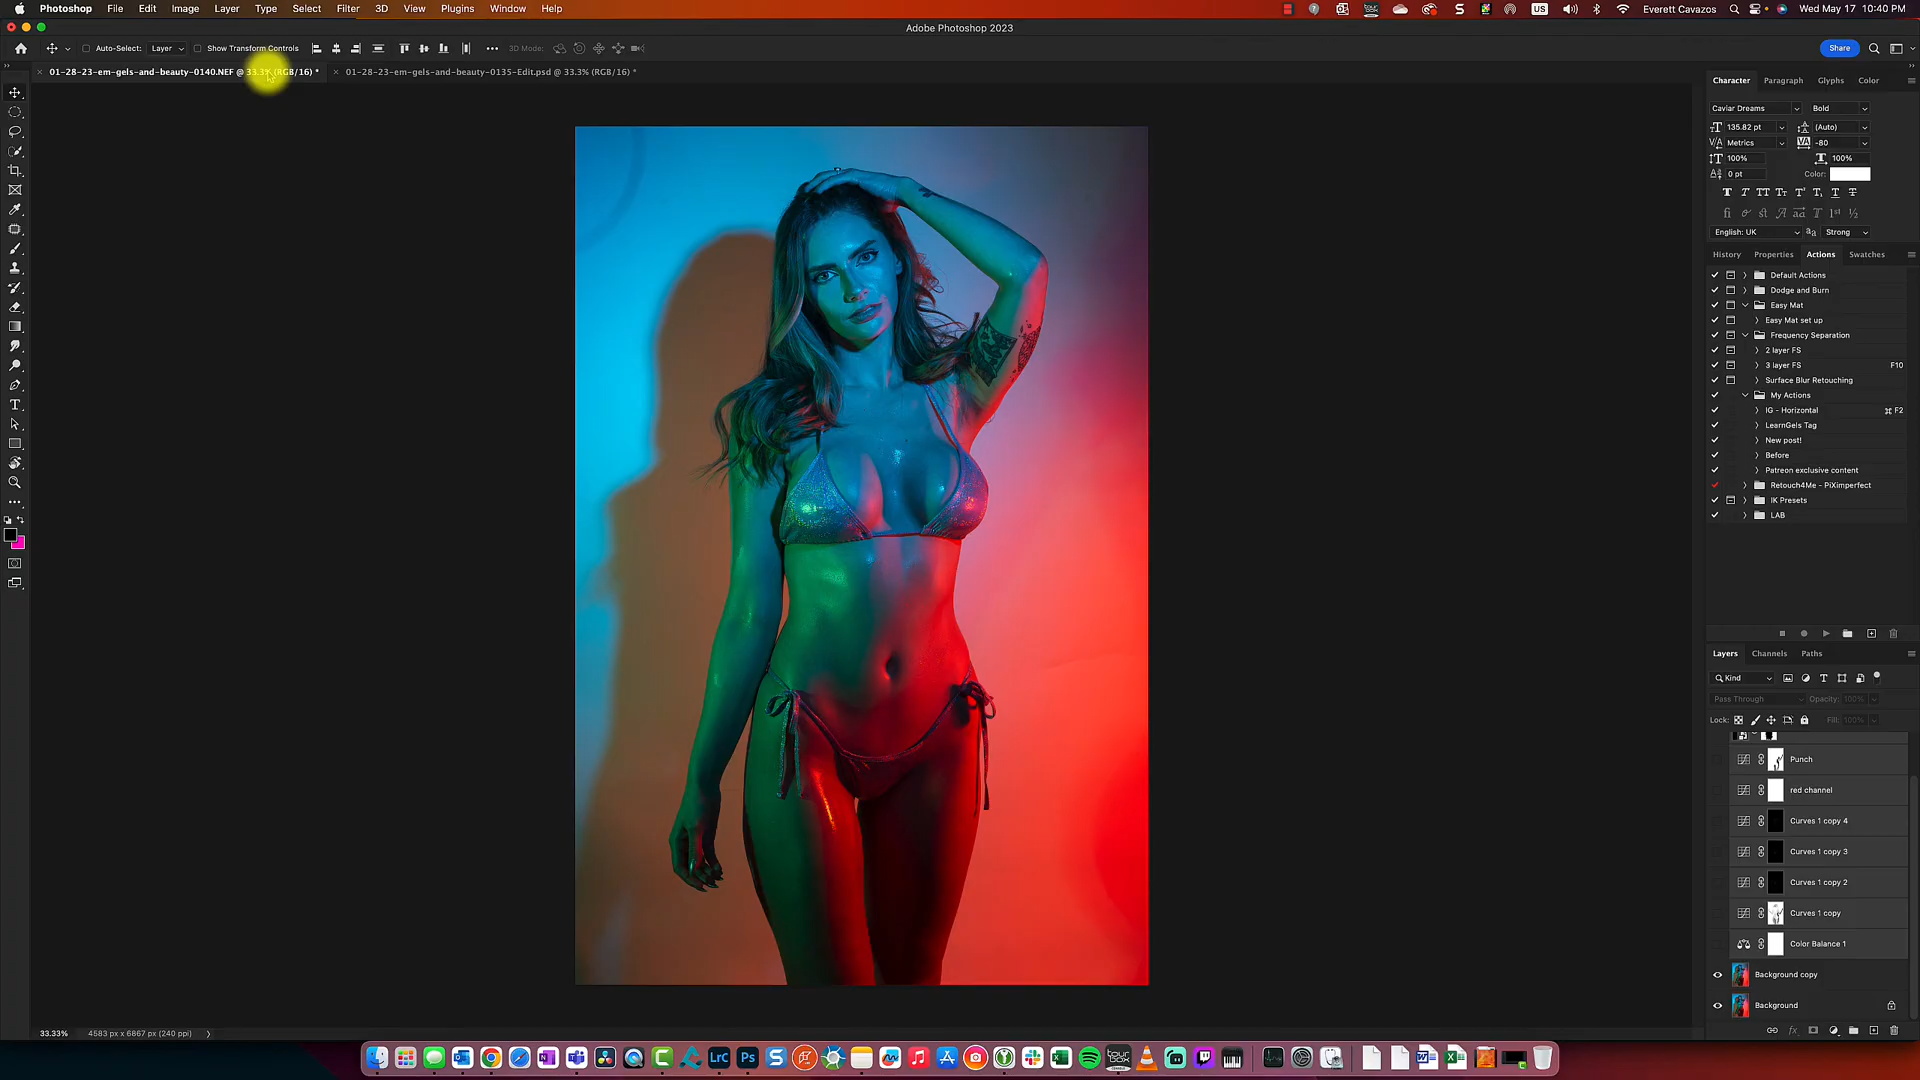 Photoshop File Edit Image Layer Type Select Filter 3D View Plugins Window Help
US Everett Cavazos Wed May 17 10:40 PM
Adobe Photoshop 2023
Auto-Select: Layer Show Transform Controls 3D Mode: Share
01-28-23-em-gels-and-beauty-0140.NEF @ 33.3% (RGB/16) * 01-28-23-em-gels-and-beauty-0135-Edit.psd @ 33.3% (RGB/16) *
Character Paragraph Glyphs Color
Caviar Dreams Bold
135.82 pt (Auto)
Metrics -80
100% 100%
0 pt Color:
English: UK aa Strong
History Properties Actions Swatches
Default Actions
Dodge and Burn
Easy Mat
Easy Mat set up
Frequency Separation
2 layer FS
3 layer FS F10
Surface Blur Retouching
My Actions
IG - Horizontal ⌘ F2
LearnGels Tag
New post!
Before
Patreon exclusive content
Retouch4Me - PiXimperfect
IK Presets
LAB
Layers Channels Paths
Kind
Pass Through Opacity: 100%
Lock: Fill: 100%
Punch
red channel
Curves 1 copy 4
Curves 1 copy 3
Curves 1 copy 2
Curves 1 copy
Color Balance 1
Background copy
Background
33.33% 4583 px x 6867 px (240 ppi)
LrC Ps